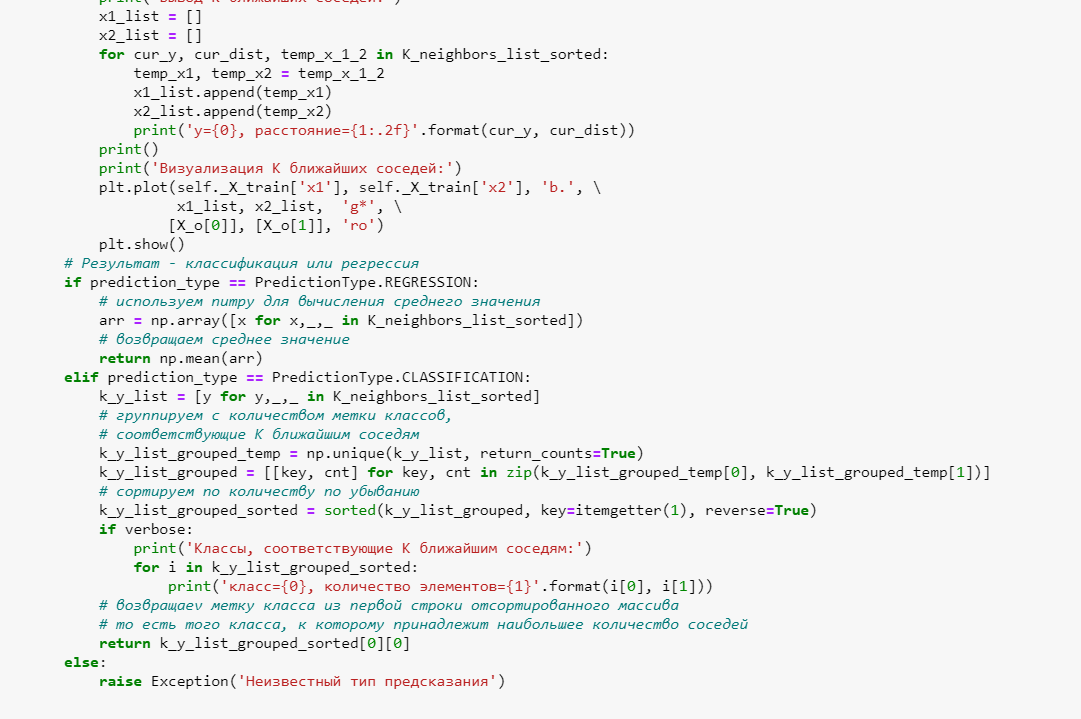 print('Вывод K ближайших соседей:')
x1_list = []
x2_list = []
for cur_y, cur_dist, temp_x_1_2 in K_neighbors_list_sorted:
temp_x1, temp_x2 = temp_x_1_2
x1_list.append(temp_x1)
x2_list.append(temp_x2)
print('y={0}, расстояние={1:.2f}'.format(cur_y, cur_dist))
print()
print('Визуализация K ближайших соседей:')
plt.plot(self._X_train['x1'], self._X_train['x2'], 'b.', \
x1_list, x2_list,  'g*', \
[X_o[0]], [X_o[1]], 'ro')
plt.show()
# Результат - классификация или регрессия
if prediction_type == PredictionType.REGRESSION:
# используем питру для вычисления среднего значения
arr = np.array([x for x,_,_ in K_neighbors_list_sorted])
# возвращаем среднее значение
return np.mean(arr)
elif prediction_type == PredictionType.CLASSIFICATION:
k_y_list = [y for y,_,_ in K_neighbors_list_sorted]
# группируем с количеством метки классов,
# соответствующие K ближайшим соседям
k_y_list_grouped_temp = np.unique(k_y_list, return_counts=True)
k_y_list_grouped = [[key, cnt] for key, cnt in zip(k_y_list_grouped_temp[0], k_y_list_grouped_temp[1])]
# сортируем по количеству по убыванию
k_y_list_grouped_sorted = sorted(k_y_list_grouped, key=itemgetter(1), reverse=True)
if verbose:
print('Классы, соответствующие K ближайшим соседям:')
for i in k_y_list_grouped_sorted:
print('класс={0}, количество элементов={1}'.format(i[0], i[1]))
# возвращаеv метку класса из первой строки отсортированного массива
# то есть того класса, к которому принадлежит наибольшее количество соседей
return k_y_list_grouped_sorted[0][0]
else:
raise Exception('Неизвестный тип предсказания')